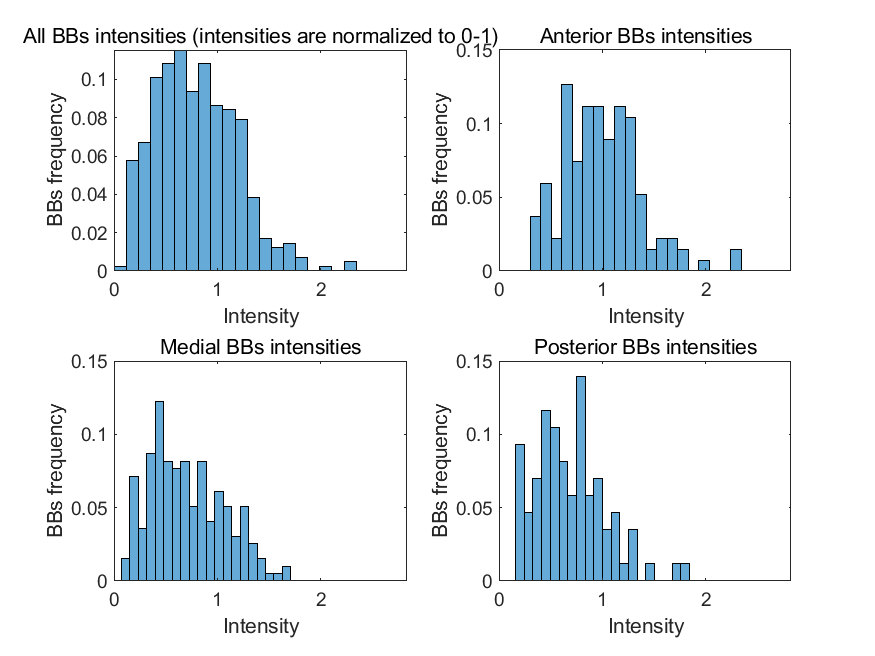 All BBs intensities (intensities are normalized to 0-1)
BBs frequency
0.1
0.08
0.06
0.04
0.02
0
0 1 2
Intensity
Anterior BBs intensities
BBs frequency
0.15
0.1
0.05
0
0 1 2
Intensity
Medial BBs intensities
BBs frequency
0.15
0.1
0.05
0
0 1 2
Intensity
Posterior BBs intensities
BBs frequency
0.15
0.1
0.05
0
0 1 2
Intensity